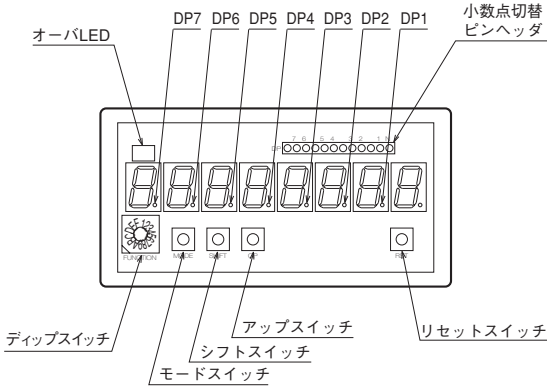 小数点切替
ピンヘッダ
DP7 DP6 DP5 DP4 DP3 DP2 DP1
オーバLED
7 6 5 4 3 2 1 N
DP
FUNCTION MODE SHIFT UP RET
ディップスイッチ
アップスイッチ
リセットスイッチ
シフトスイッチ
モードスイッチ